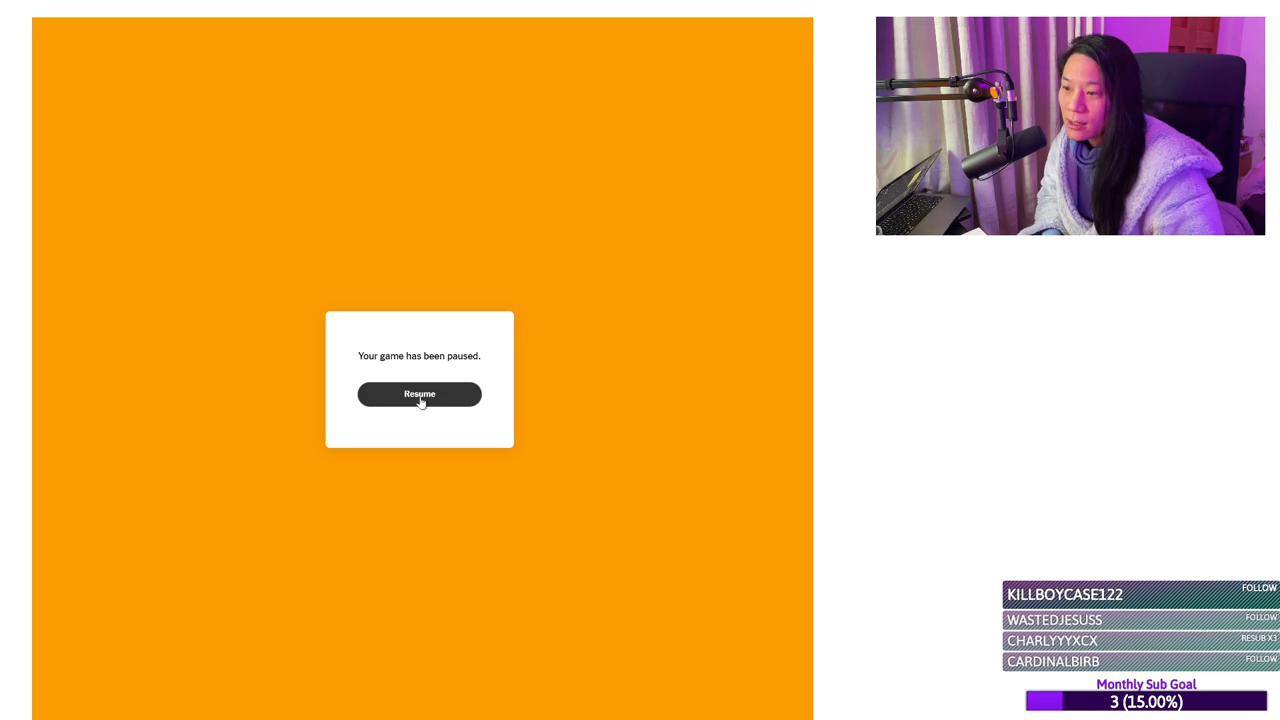 Your game has been paused.
Resume
KILLBOYCASE122 FOLLOW
WASTEDJESUSS FOLLOW
CHARLYYYXCX RESUB X3
CARDINALBIRB FOLLOW
Monthly Sub Goal
3 (15.00%)